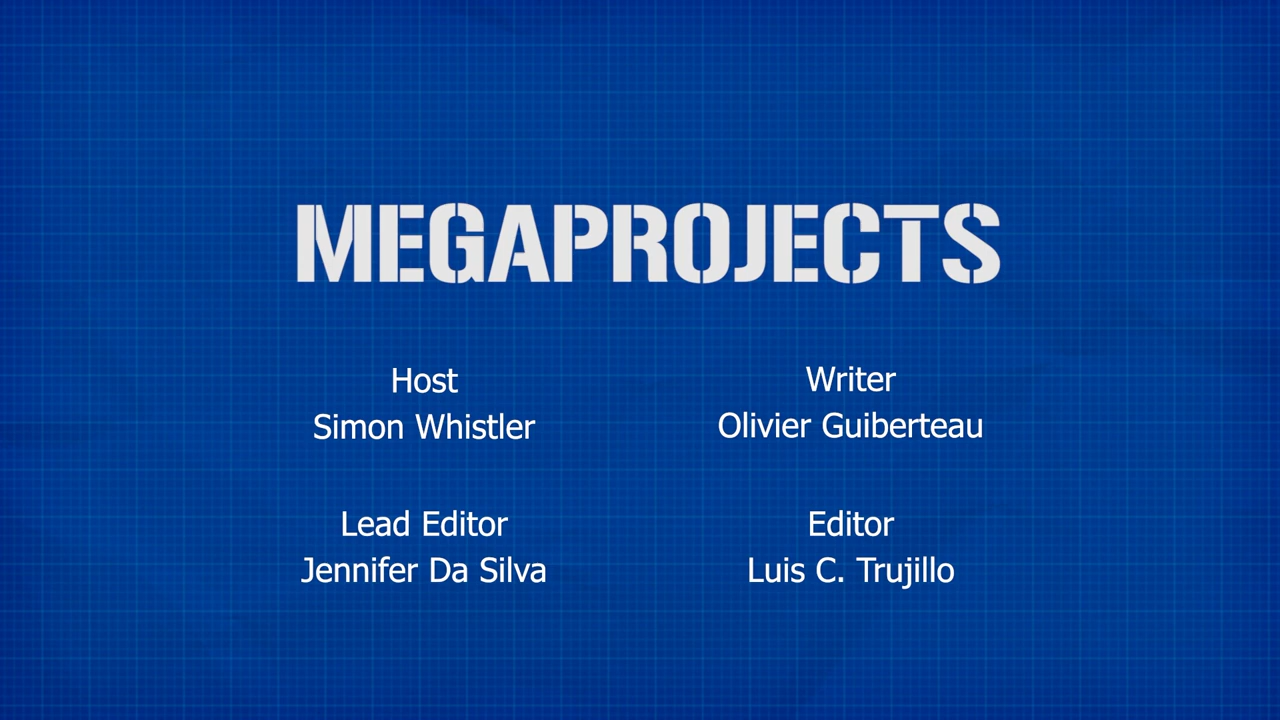 MEGAPROJECTS
Host
Simon Whistler
Writer
Olivier Guiberteau
Lead Editor
Jennifer Da Silva
Editor
Luis C. Trujillo